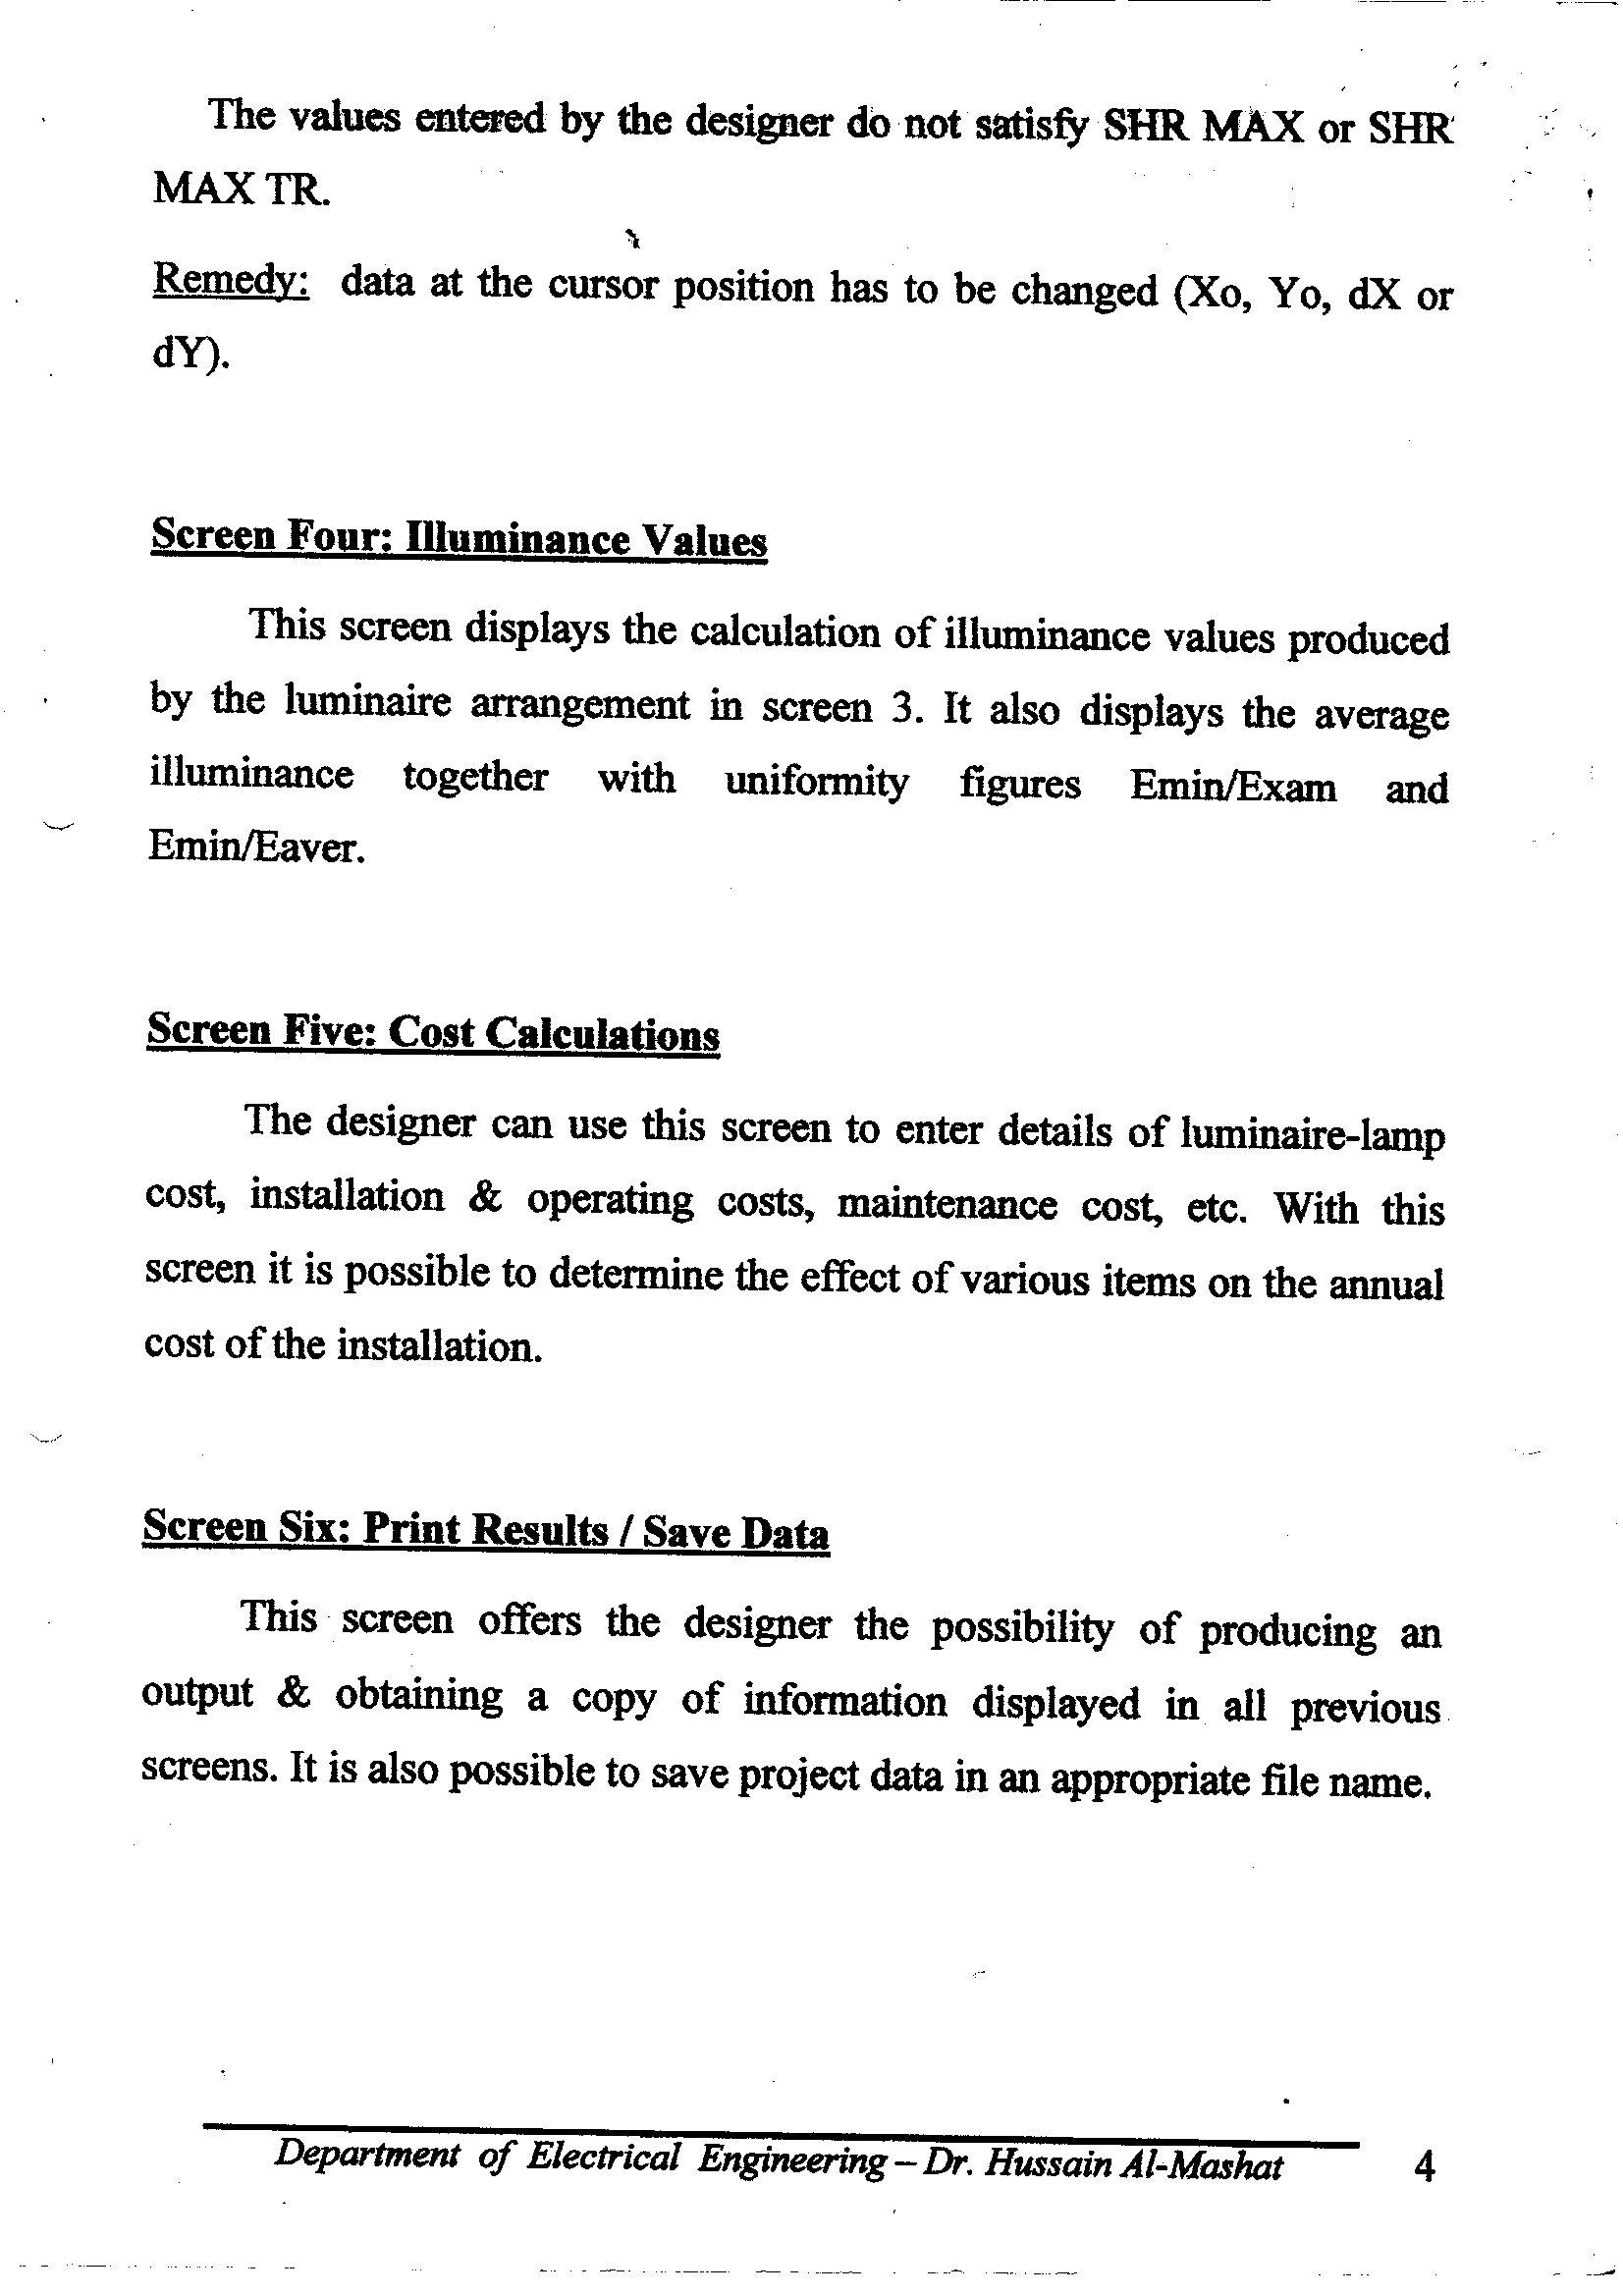 The values entered by the designer do not satisfy SHR MAX or SHR
MAX TR.
Remedy: data at the cursor position has to be changed (Xo, Yo, dX or
dY).
Screen Four: Illuminance Values
This screen displays the calculation of illuminance values produced
by the luminaire arrangement in screen 3. It also displays the average
illuminance together with uniformity figures Emin/Exam and
Emin/Eaver.
Screen Five: Cost Calculations
The designer can use this screen to enter details of luminaire-lamp
cost, installation & operating costs, maintenance cost, etc. With this
screen it is possible to determine the effect of various items on the annual
cost of the installation.
Screen Six: Print Results / Save Data
This screen offers the designer the possibility of producing an
output & obtaining a copy of information displayed in all previous
screens. It is also possible to save project data in an appropriate file name.
Department of Electrical Engineering – Dr. Hussain Al-Mashat 4